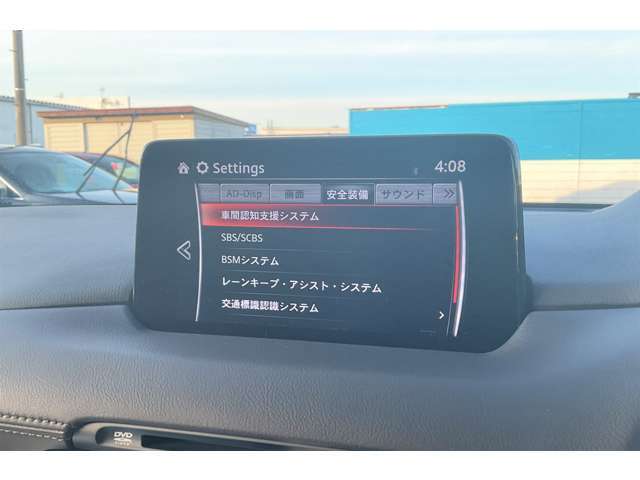 Settings 4:08
AD-Disp 画面 安全装備 サウンド
車間認知支援システム
SBS/SCBS
BSMシステム
レーンキープ・アシスト・システム
交通標識認識システム
DVD
VIDEO